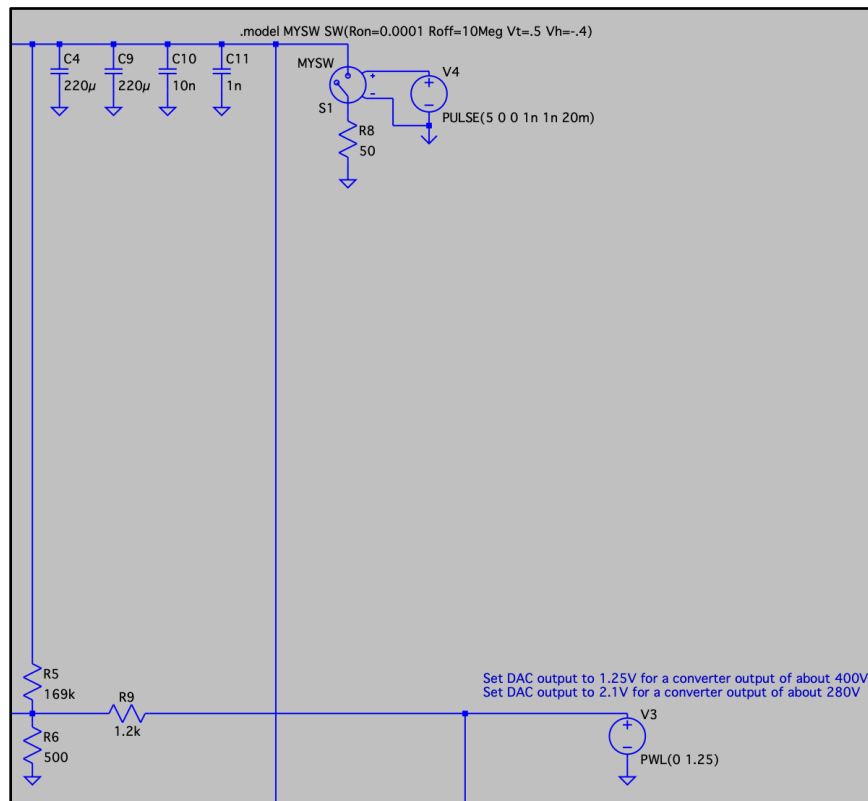 .model MYSW SW(Ron=0.0001 Roff=10Meg Vt=.5 Vh=-.4)
C4
220µ
C9
220µ
C10
10n
C11
1n
MYSW
S1
V4
PULSE(5 0 0 1n 1n 20m)
R8
50
R5
169k
R9
1.2k
R6
500
Set DAC output to 1.25V for a converter output of about 400V
Set DAC output to 2.1V for a converter output of about 280V
V3
PWL(0 1.25)